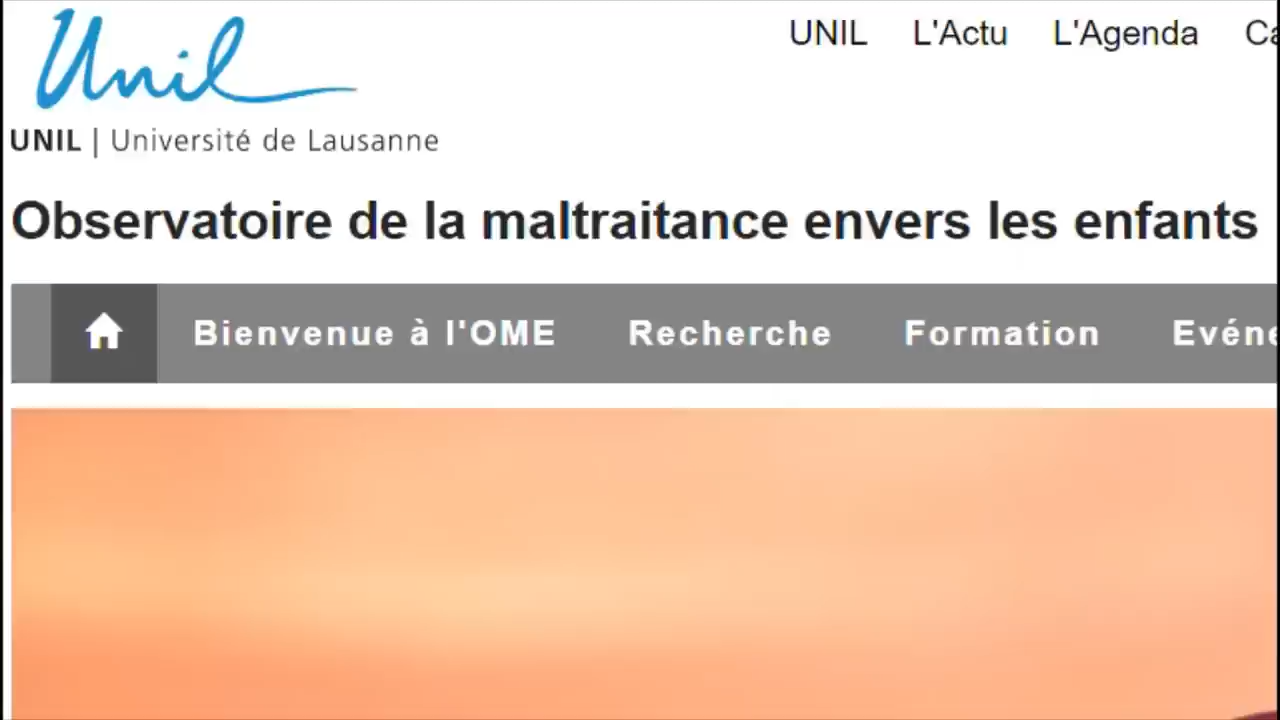 Unil
UNIL L'Actu L'Agenda
UNIL | Université de Lausanne
Observatoire de la maltraitance envers les enfants
Bienvenue à l'OME Recherche Formation